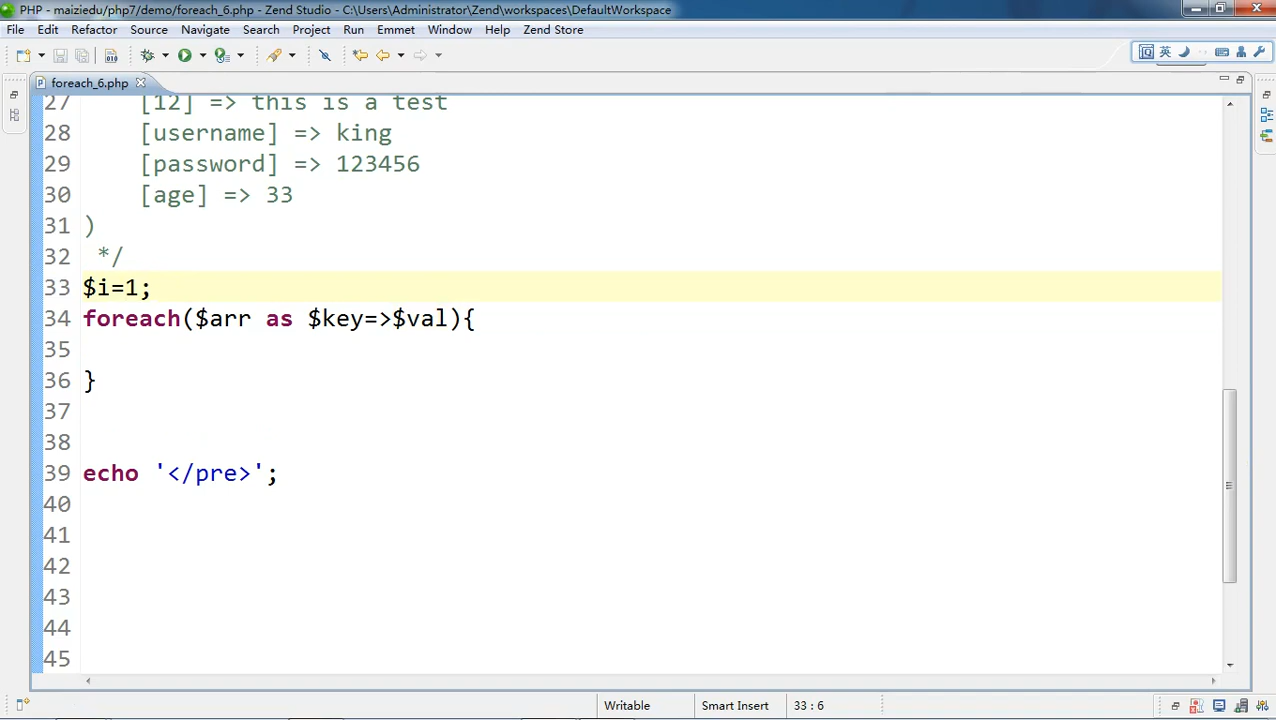 PHP - maiziedu/php7/demo/foreach_6.php - Zend Studio - C:\Users\Administrator\Zend\workspaces\DefaultWorkspace
File Edit Refactor Source Navigate Search Project Run Emmet Window Help Zend Store
英
foreach_6.php
27 [12] => this is a test
28 [username] => king
29 [password] => 123456
30 [age] => 33
31 )
32 */
33 $i=1;
34 foreach($arr as $key=>$val){
35
36 }
37
38
39 echo '</pre>';
40
41
42
43
44
45
Writable Smart Insert 33 : 6